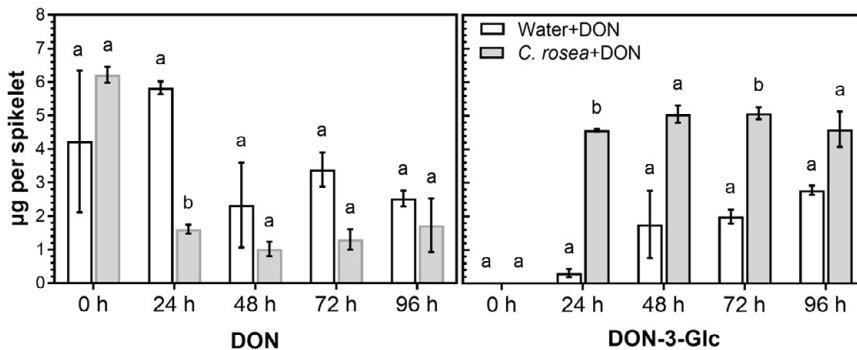 µg per spikelet
8
7
6
5
4
3
2
1
0
a a a a a a a
b a a
0 h 24 h 48 h 72 h 96 h
DON
Water+DON
C. rosea+DON
b a b a
a a a a a a
0 h 24 h 48 h 72 h 96 h
DON-3-Glc